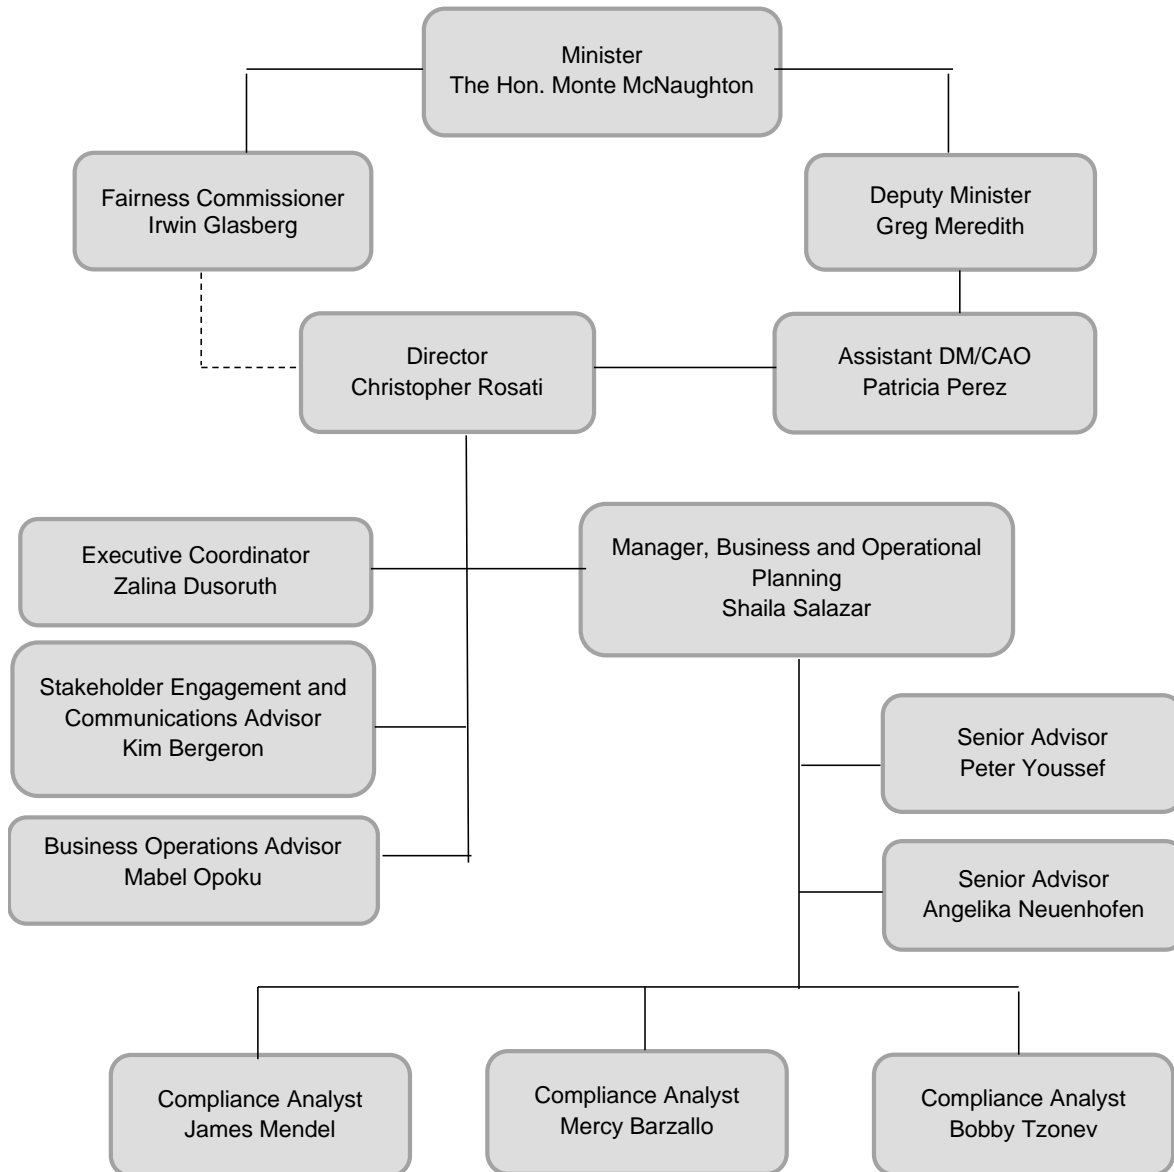 Minister
The Hon. Monte McNaughton
Fairness Commissioner
Irwin Glasberg
Deputy Minister
Greg Meredith
Director
Christopher Rosati
Assistant DM/CAO
Patricia Perez
Executive Coordinator
Zalina Dusoruth
Manager, Business and Operational
Planning
Shaila Salazar
Stakeholder Engagement and
Communications Advisor
Kim Bergeron
Senior Advisor
Peter Youssef
Business Operations Advisor
Mabel Opoku
Senior Advisor
Angelika Neuenhofen
Compliance Analyst
James Mendel
Compliance Analyst
Mercy Barzallo
Compliance Analyst
Bobby Tzonev